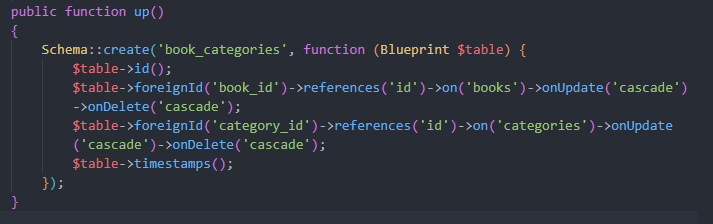 public function up()
{
    Schema::create('book_categories', function (Blueprint $table) {
        $table->id();
        $table->foreignId('book_id')->references('id')->on('books')->onUpdate('cascade')
        ->onDelete('cascade');
        $table->foreignId('category_id')->references('id')->on('categories')->onUpdate
        ('cascade')->onDelete('cascade');
        $table->timestamps();
    });
}